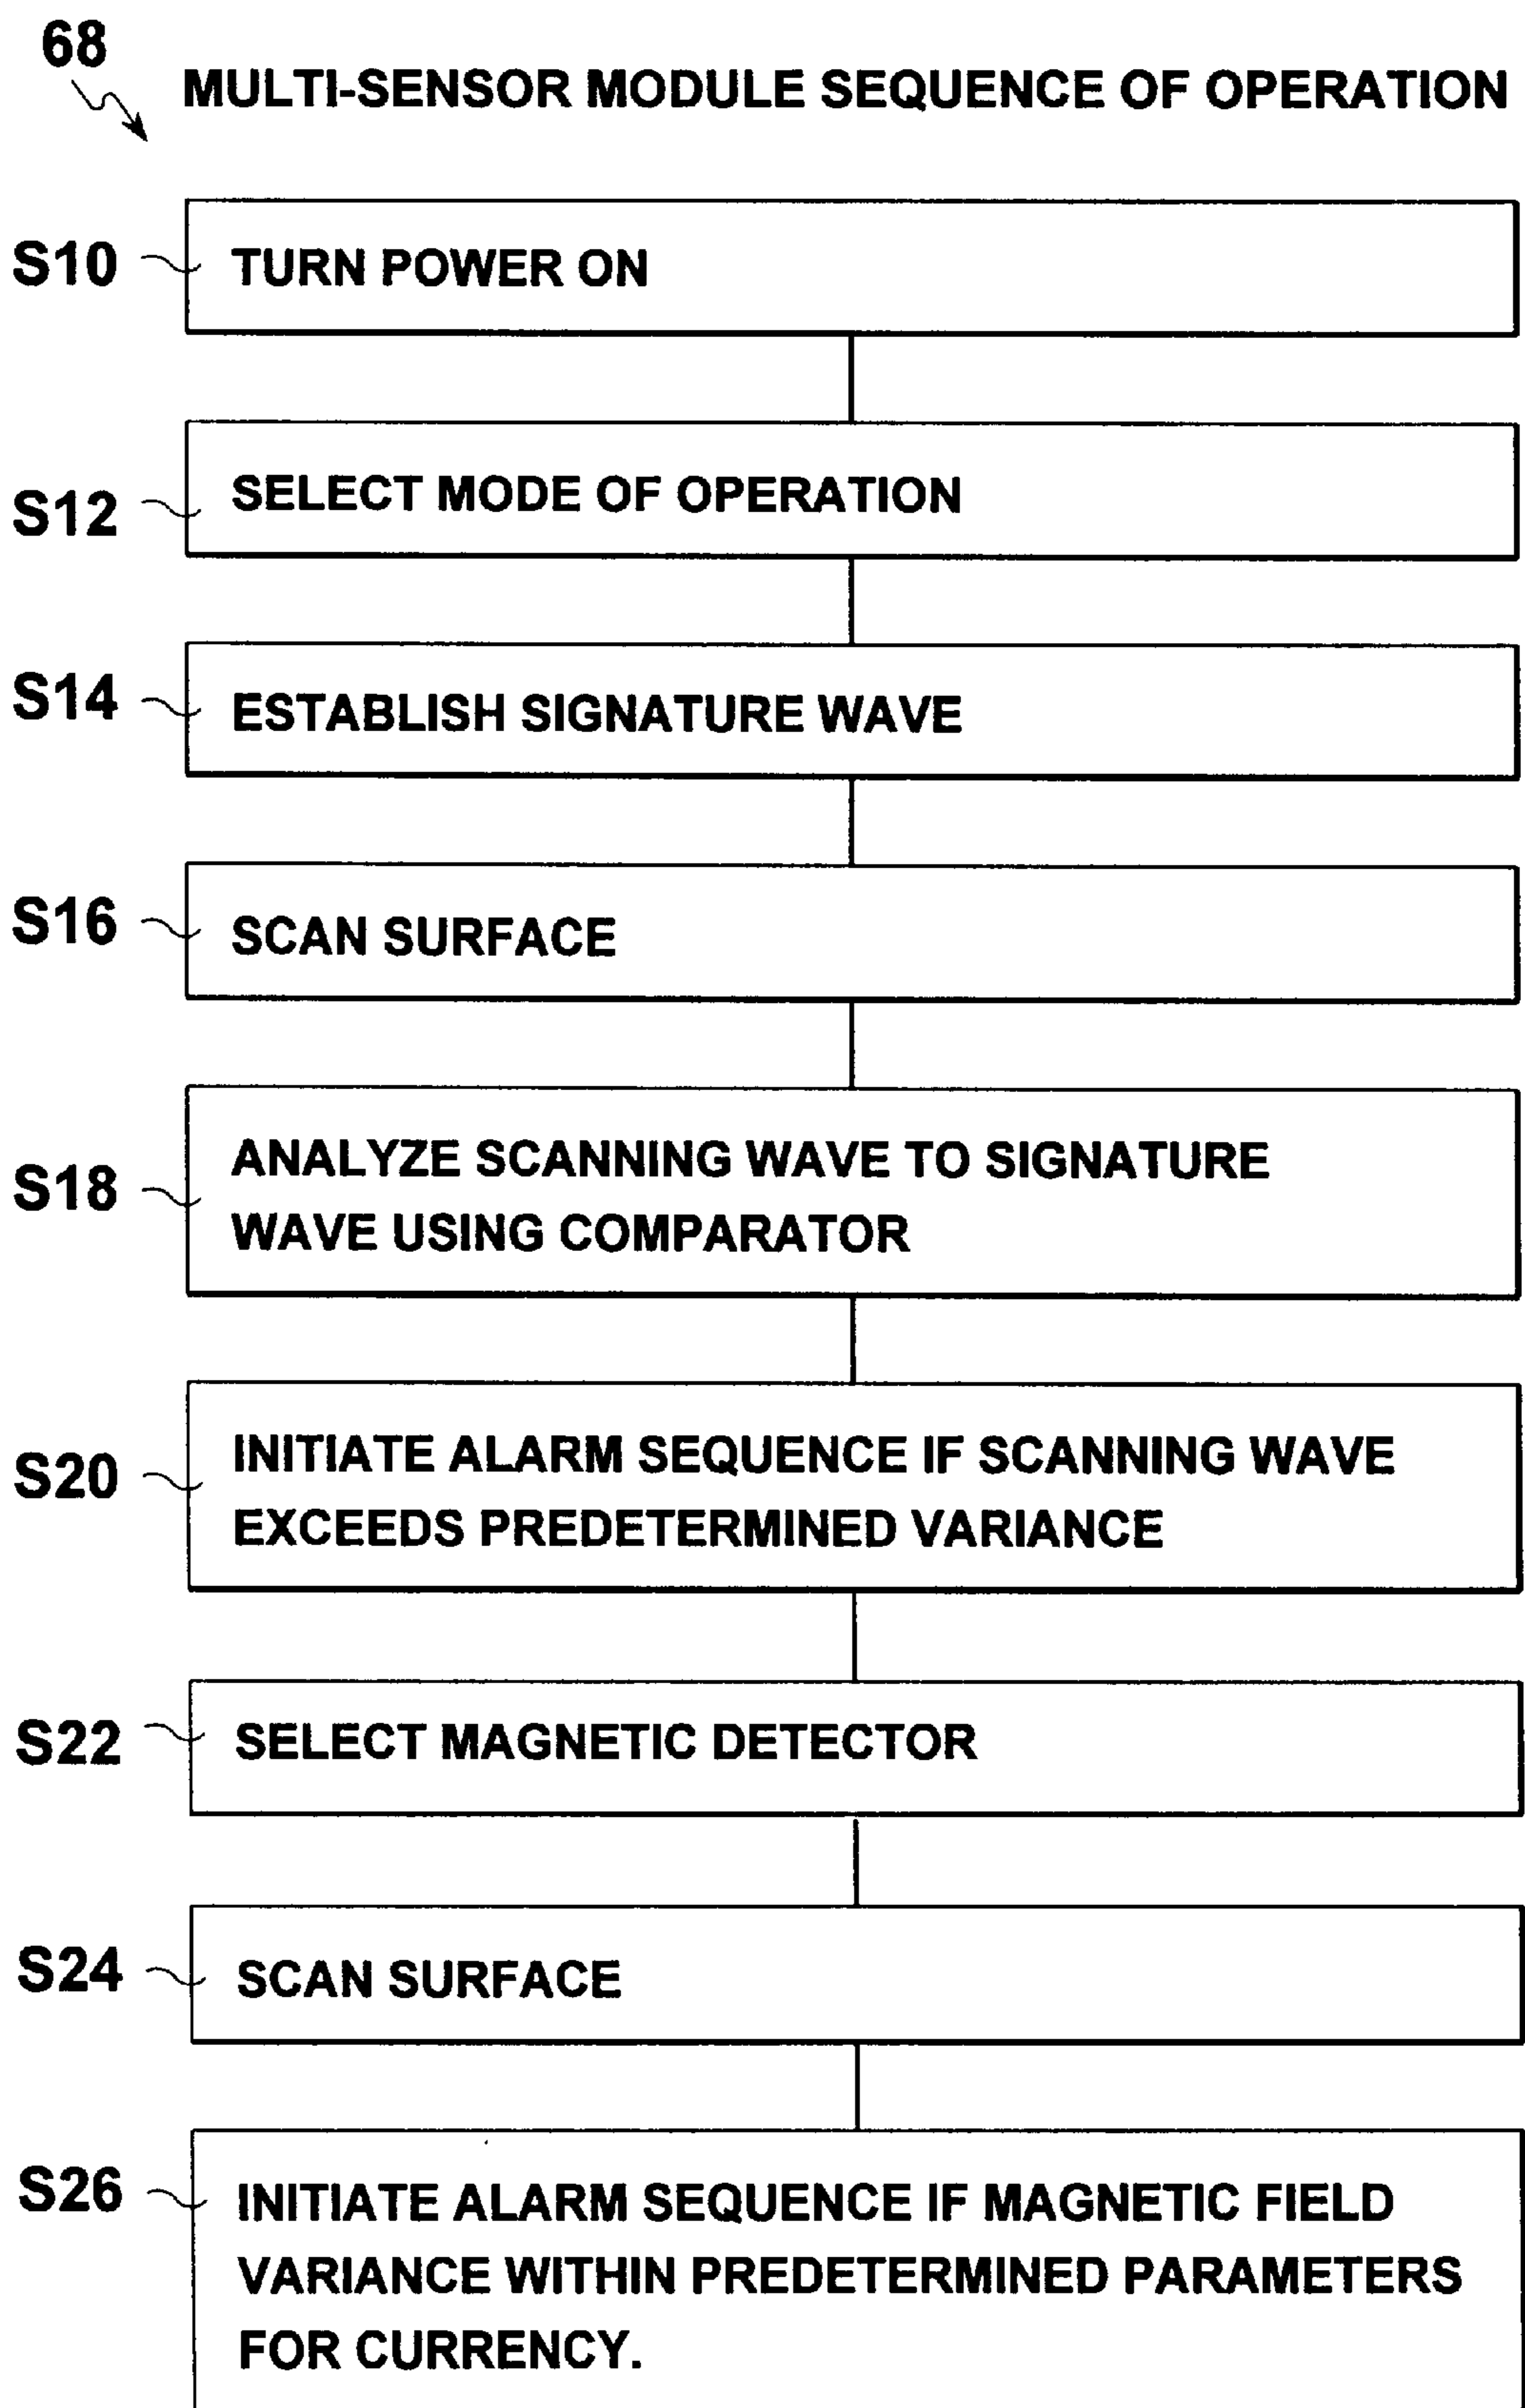 68
MULTI-SENSOR MODULE SEQUENCE OF OPERATION
S10 TURN POWER ON
S12 SELECT MODE OF OPERATION
S14 ESTABLISH SIGNATURE WAVE
S16 SCAN SURFACE
S18 ANALYZE SCANNING WAVE TO SIGNATURE
WAVE USING COMPARATOR
S20 INITIATE ALARM SEQUENCE IF SCANNING WAVE
EXCEEDS PREDETERMINED VARIANCE
S22 SELECT MAGNETIC DETECTOR
S24 SCAN SURFACE
S26 INITIATE ALARM SEQUENCE IF MAGNETIC FIELD
VARIANCE WITHIN PREDETERMINED PARAMETERS
FOR CURRENCY.